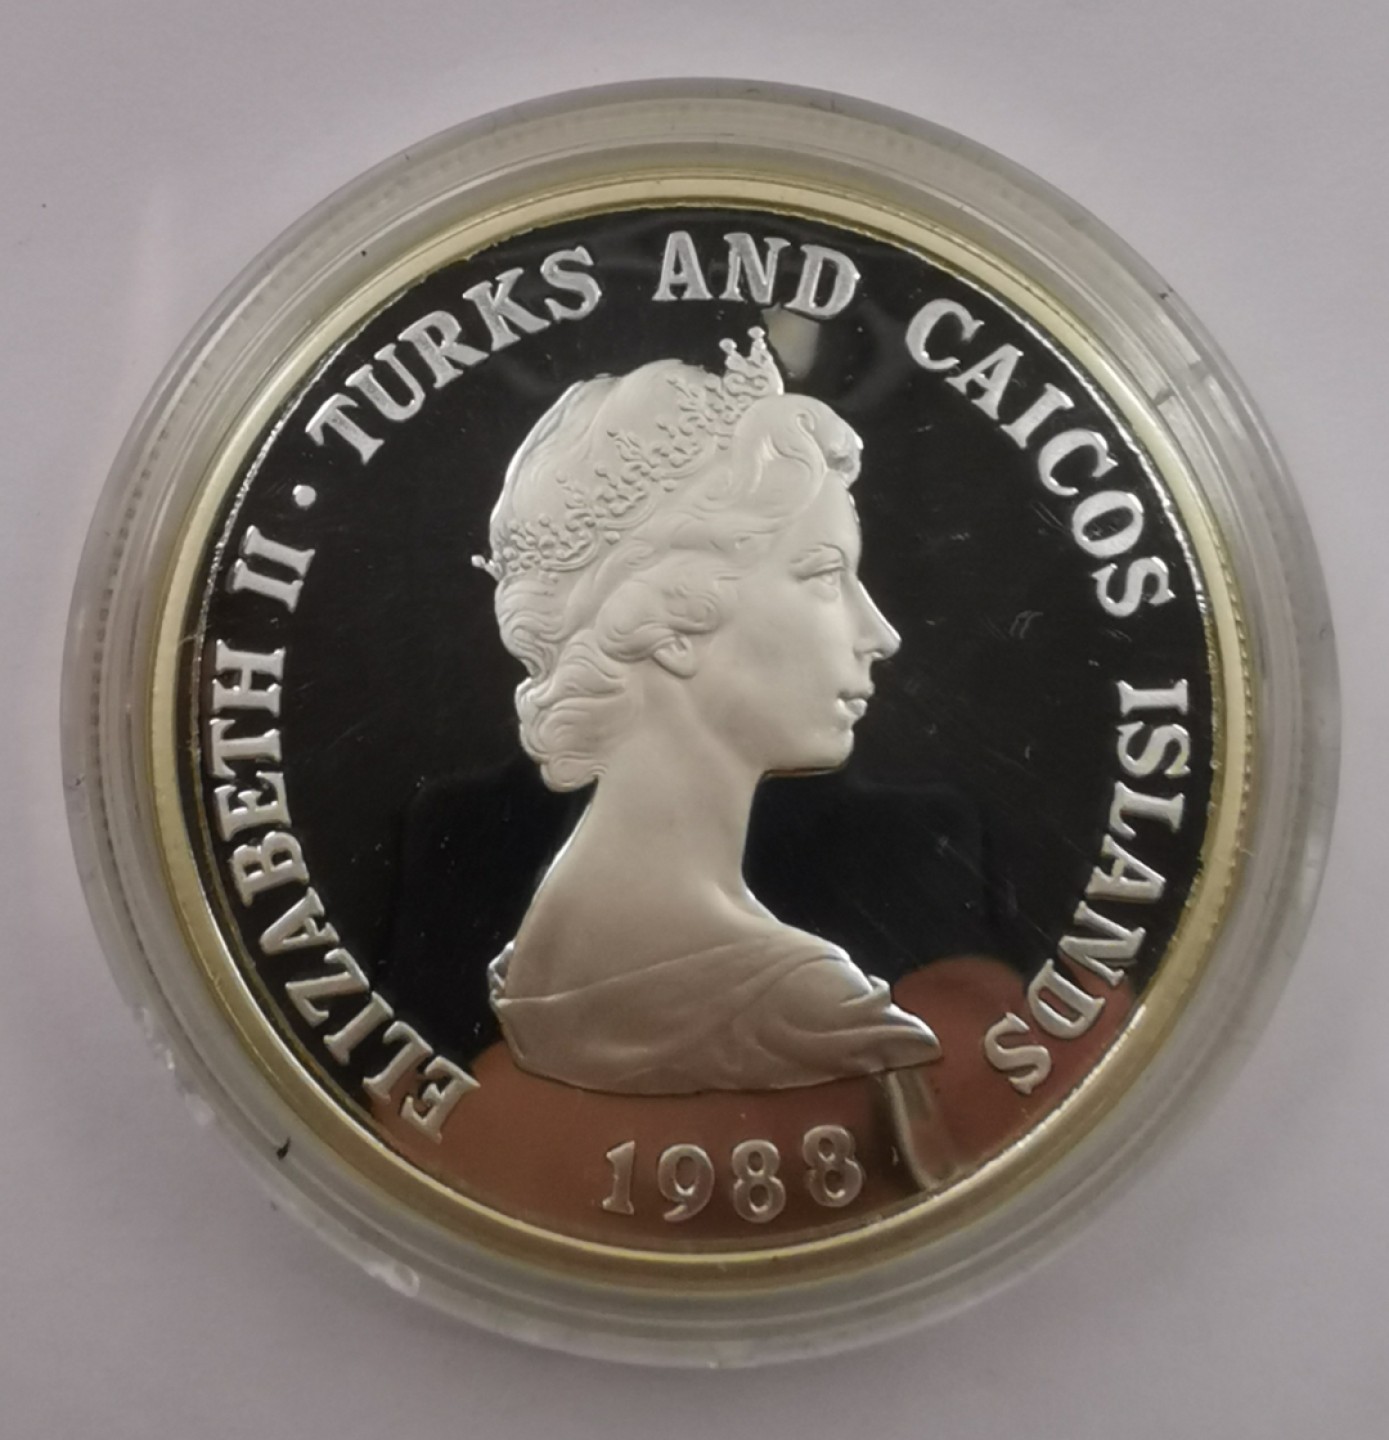 ELIZABETH II · TURKS AND CAICOS ISLANDS
1988